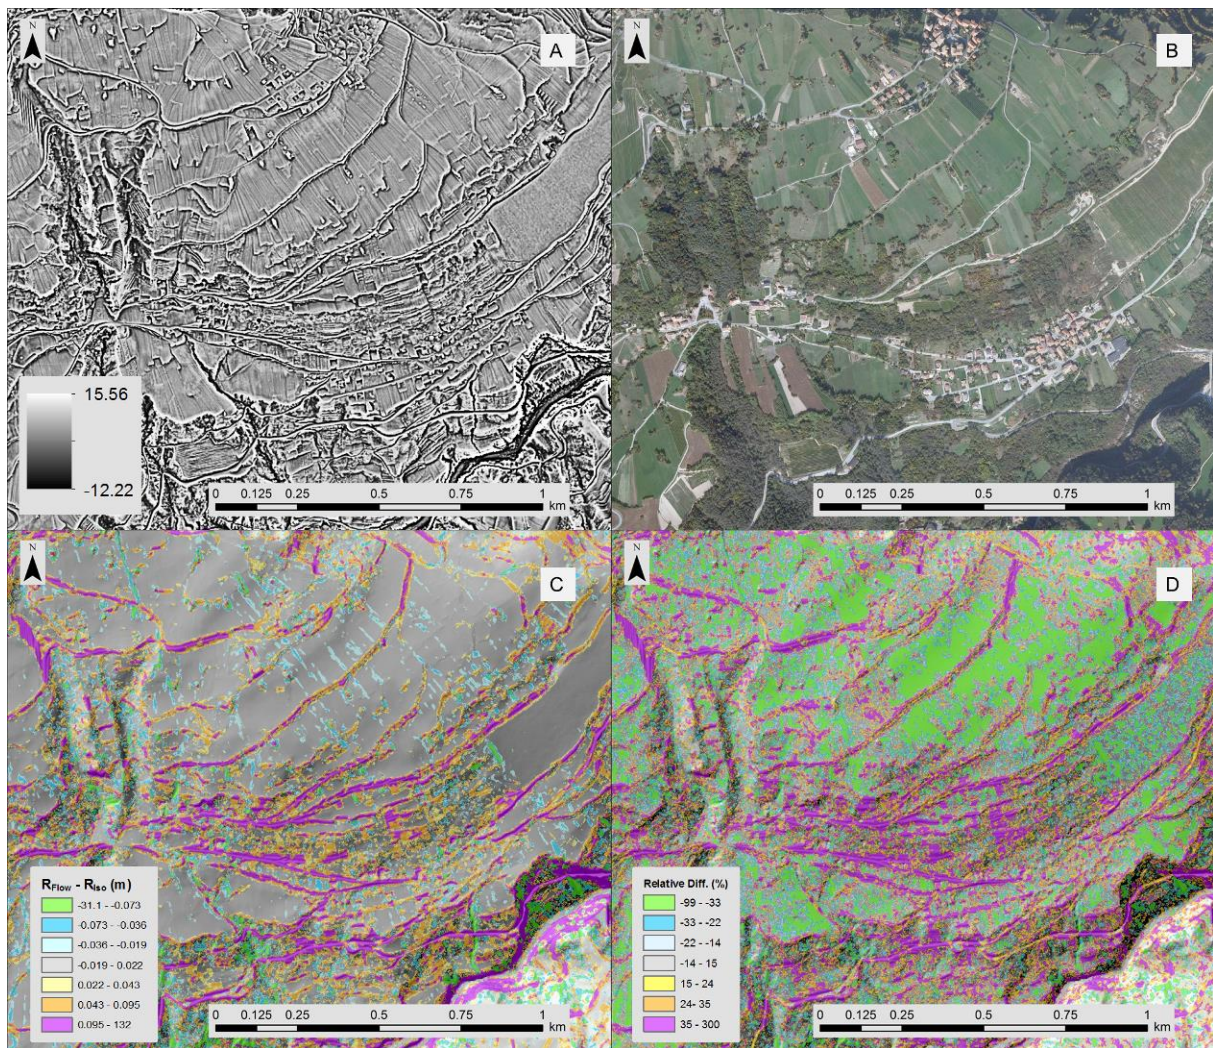 N
A
15.56
-12.22
0 0.125 0.25 0.5 0.75 1
km
N
B
0 0.125 0.25 0.5 0.75 1
km
N
C
R_Flow - R_Iso (m)
-31.1 - -0.073
-0.073 - -0.036
-0.036 - -0.019
-0.019 - 0.022
0.022 - 0.043
0.043 - 0.095
0.095 - 132
0 0.125 0.25 0.5 0.75 1
km
N
D
Relative Diff. (%)
-99 - -33
-33 - -22
-22 - -14
-14 - 15
15 - 24
24- 35
35 - 300
0 0.125 0.25 0.5 0.75 1
km